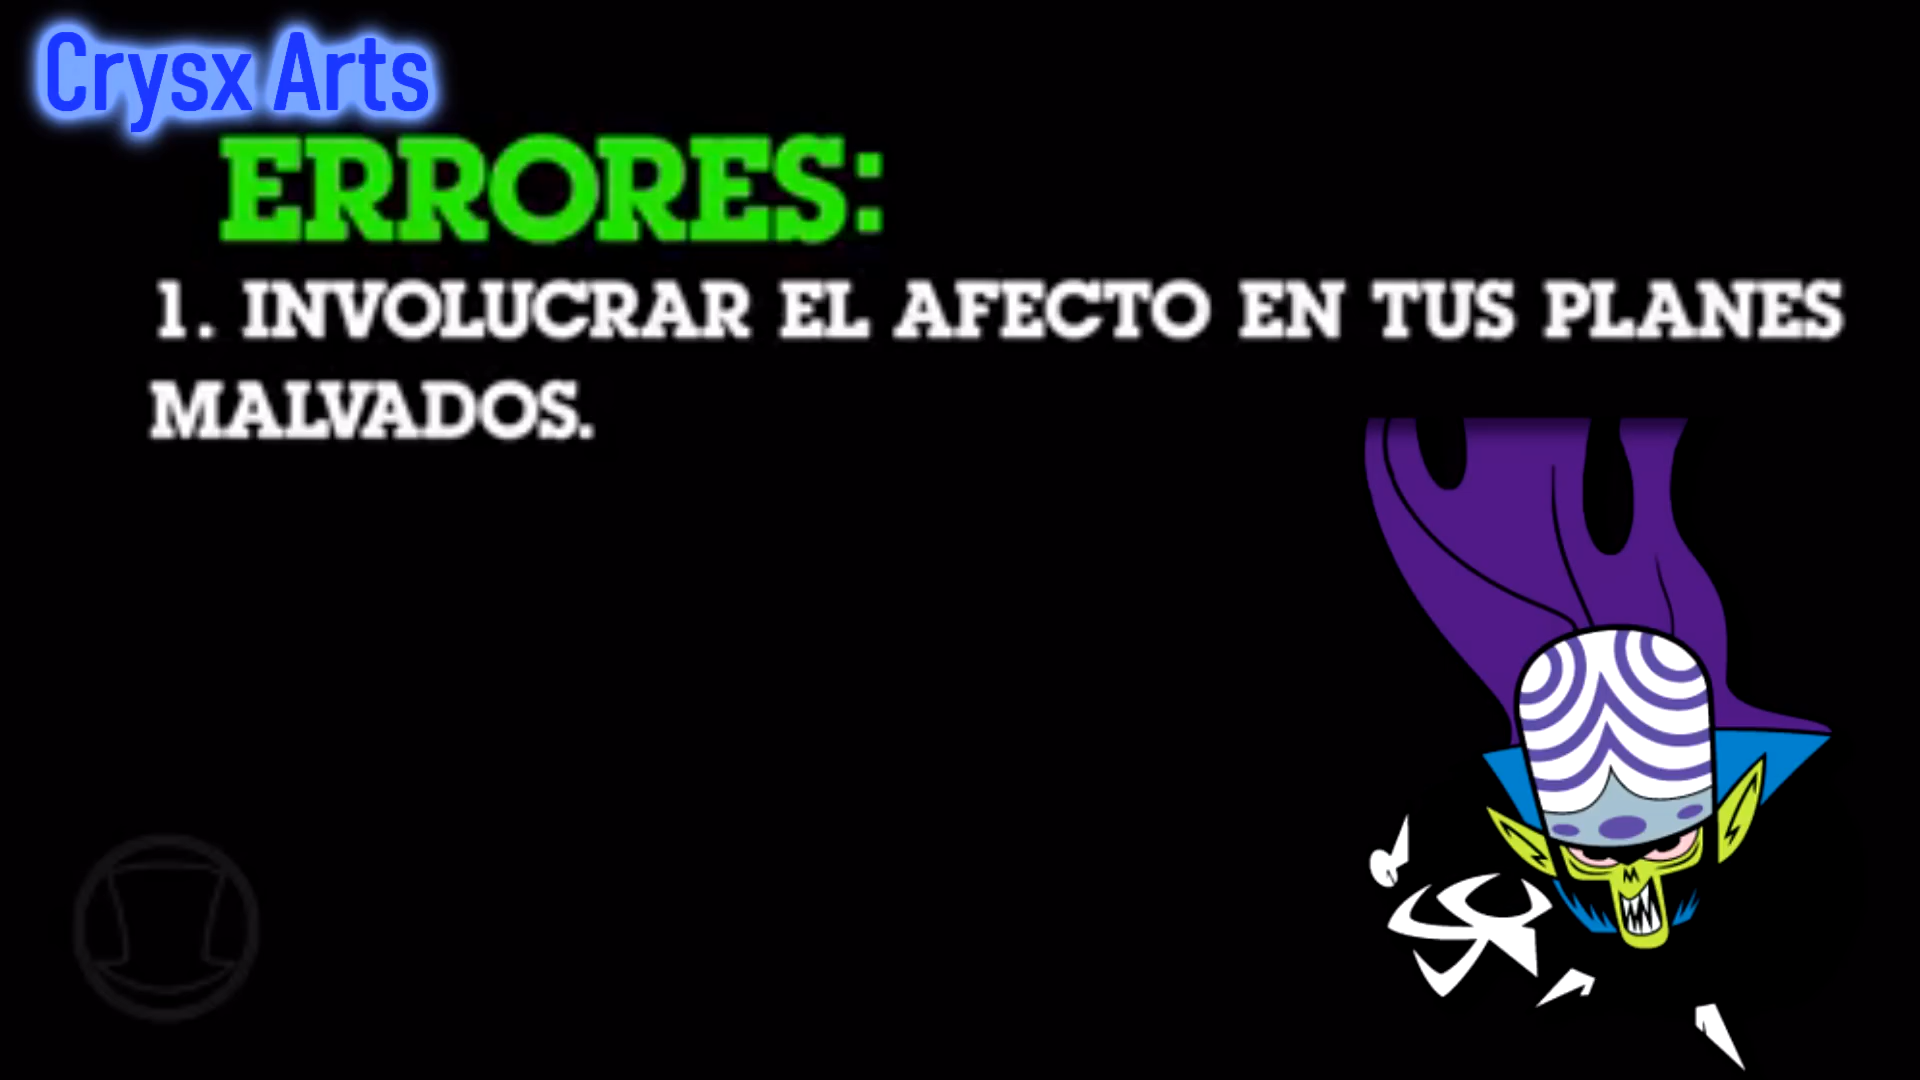 Crysx Arts
ERRORES:
1. INVOLUCRAR EL AFECTO EN TUS PLANES
MALVADOS.